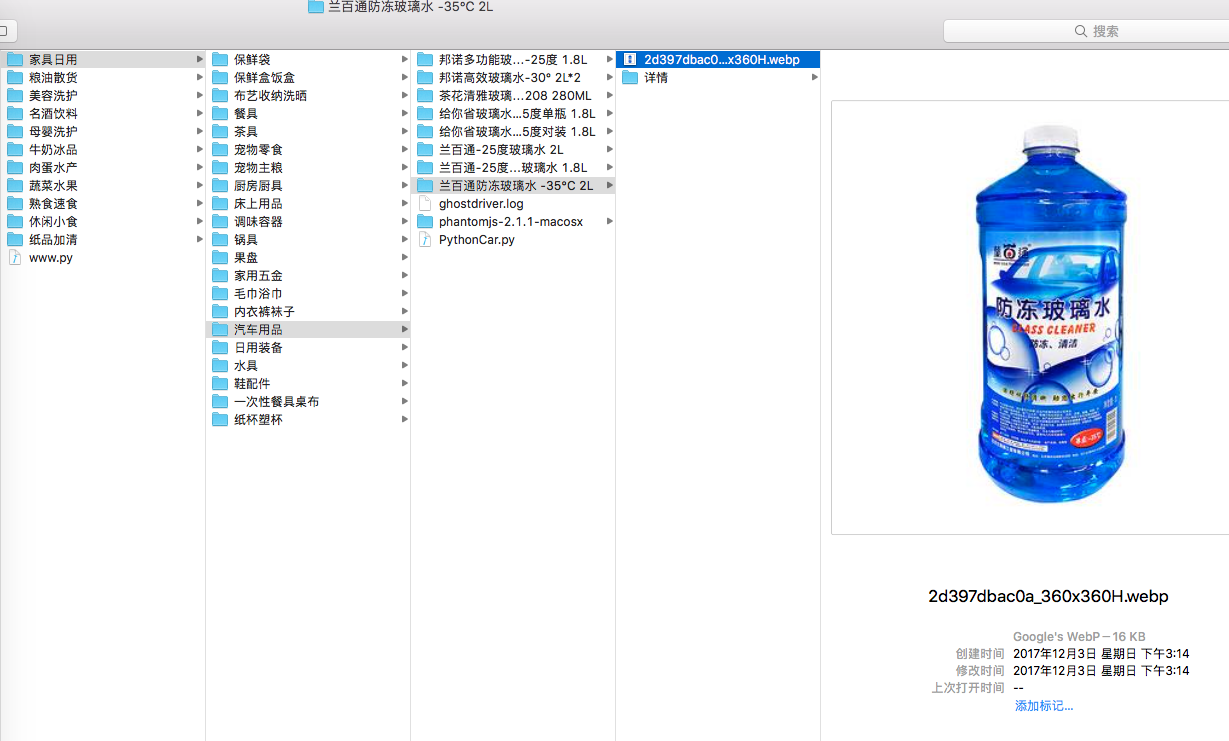 兰百通防冻玻璃水 -35°C 2L
搜索
家具日用
粮油散货
美容洗护
名酒饮料
母婴洗护
牛奶冰品
肉蛋水产
蔬菜水果
熟食速食
休闲小食
纸品加清
www.py
保鲜袋
保鲜盒饭盒
布艺收纳洗晒
餐具
茶具
宠物零食
宠物主粮
厨房厨具
床上用品
调味容器
锅具
果盘
家用五金
毛巾浴巾
内衣裤袜子
汽车用品
日用装备
水具
鞋配件
一次性餐具桌布
纸杯塑杯
邦诺多功能玻...-25度 1.8L
邦诺高效玻璃水-30° 2L*2
茶花清雅玻璃...208 280ML
给你省玻璃水...5度单瓶 1.8L
给你省玻璃水...5度对装 1.8L
兰百通-25度玻璃水 2L
兰百通-25度...玻璃水 1.8L
兰百通防冻玻璃水 -35°C 2L
ghostdriver.log
phantomjs-2.1.1-macosx
PythonCar.py
2d397dbac0...x360H.webp
详情
防冻玻璃水
GLASS CLEANER
防冻、清洁
2d397dbac0a_360x360H.webp
Google's WebP – 16 KB
创建时间 2017年12月3日 星期日 下午3:14
修改时间 2017年12月3日 星期日 下午3:14
上次打开时间 --
添加标记...